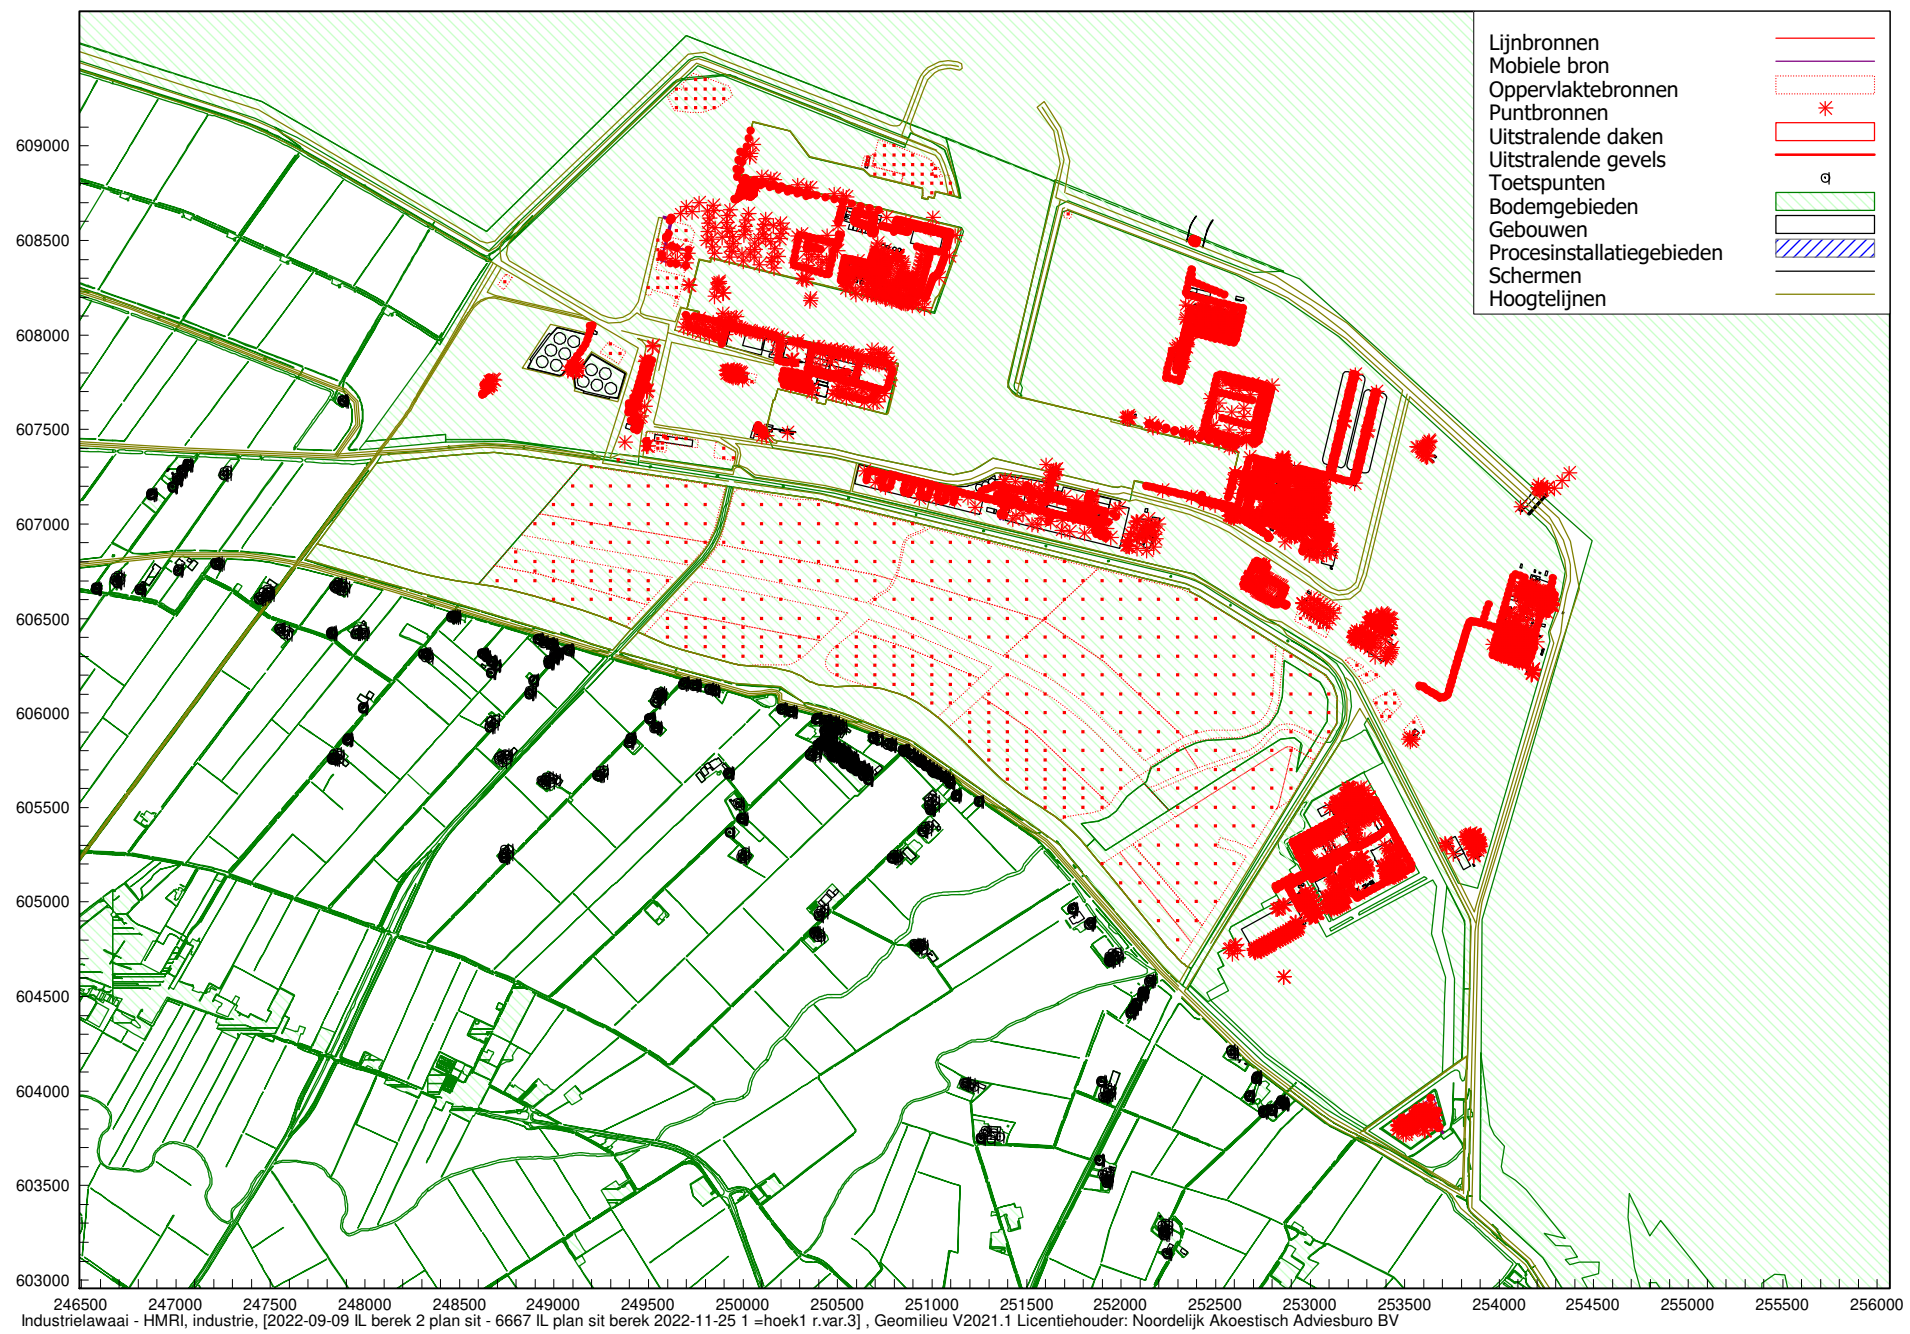 Lijnbronnen
Mobiele bron
Oppervlaktebronnen
Puntbronnen
Uitstralende daken
Uitstralende gevels
Toetspunten
Bodemgebieden
Gebouwen
Procesinstallatiegebieden
Schermen
Hoogtelijnen
609000
608500
608000
607500
607000
606500
606000
605500
605000
604500
604000
603500
603000
246500 247000 247500 248000 248500 249000 249500 250000 250500 251000 251500 252000 252500 253000 253500 254000 254500 255000 255500 256000
Industrielawaai - HMRI, industrie, [2022-09-09 IL berek 2 plan sit - 6667 IL plan sit berek 2022-11-25 1 =hoek1 r.var.3] , Geomilieu V2021.1 Licentiehouder: Noordelijk Akoestisch Adviesburo BV